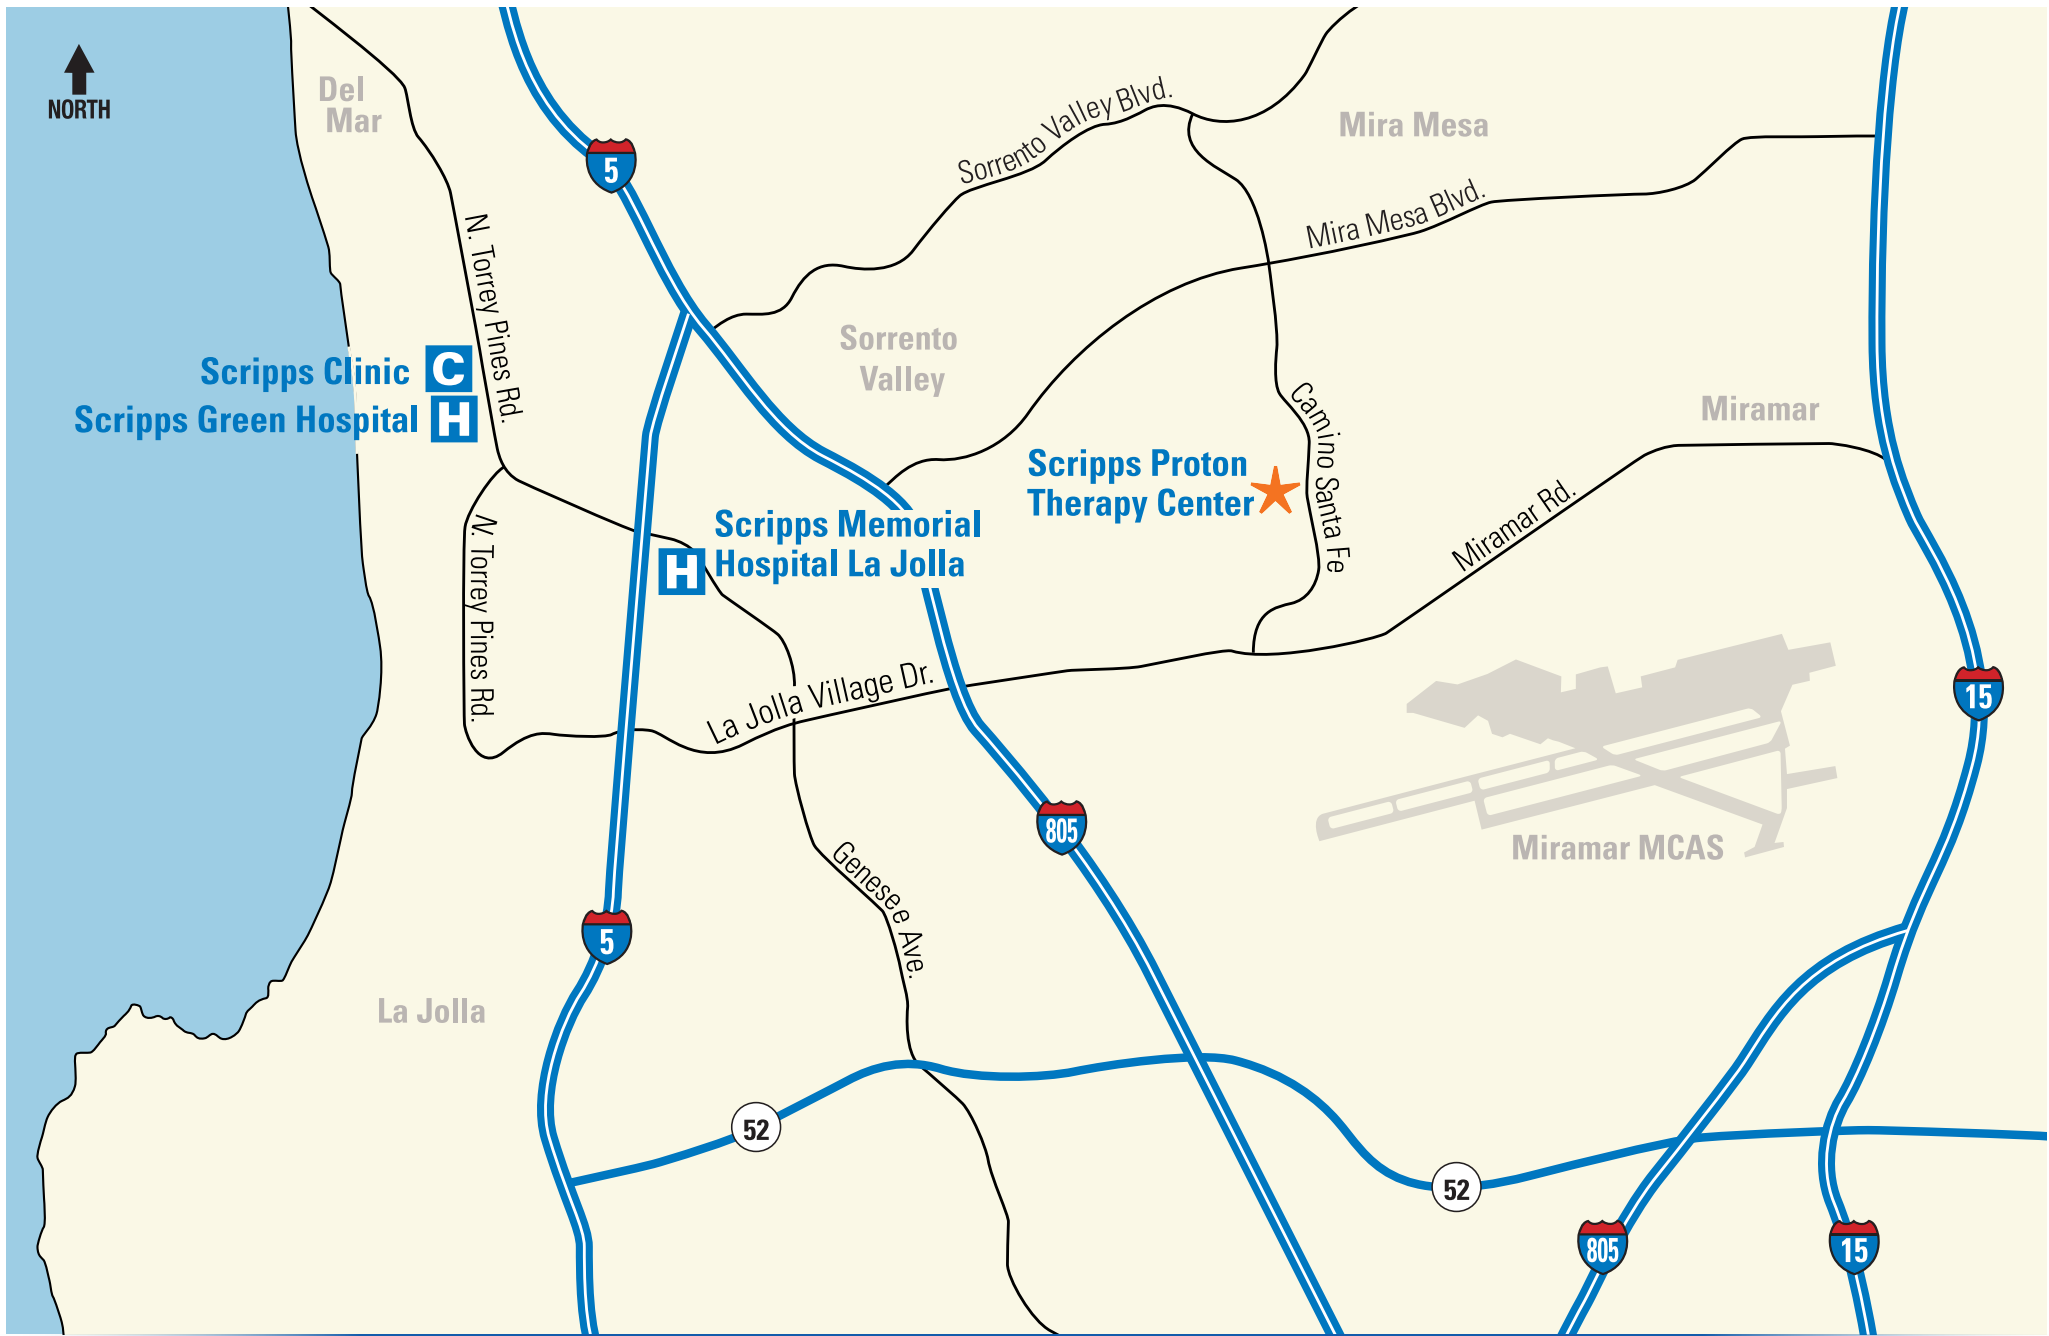 NORTH
Del
Mar
5
Sorrento Valley Blvd.
Mira Mesa
N. Torrey Pines Rd.
Mira Mesa Blvd.
Sorrento
Valley
Scripps Clinic
C
Scripps Green Hospital
H
Camino Santa Fe
Miramar
Scripps Proton
Therapy Center
Miramar Rd.
Scripps Memorial
Hospital La Jolla
H
N. Torrey Pines Rd.
La Jolla Village Dr.
15
805
Miramar MCAS
Genesee Ave.
5
La Jolla
52
52
805
15